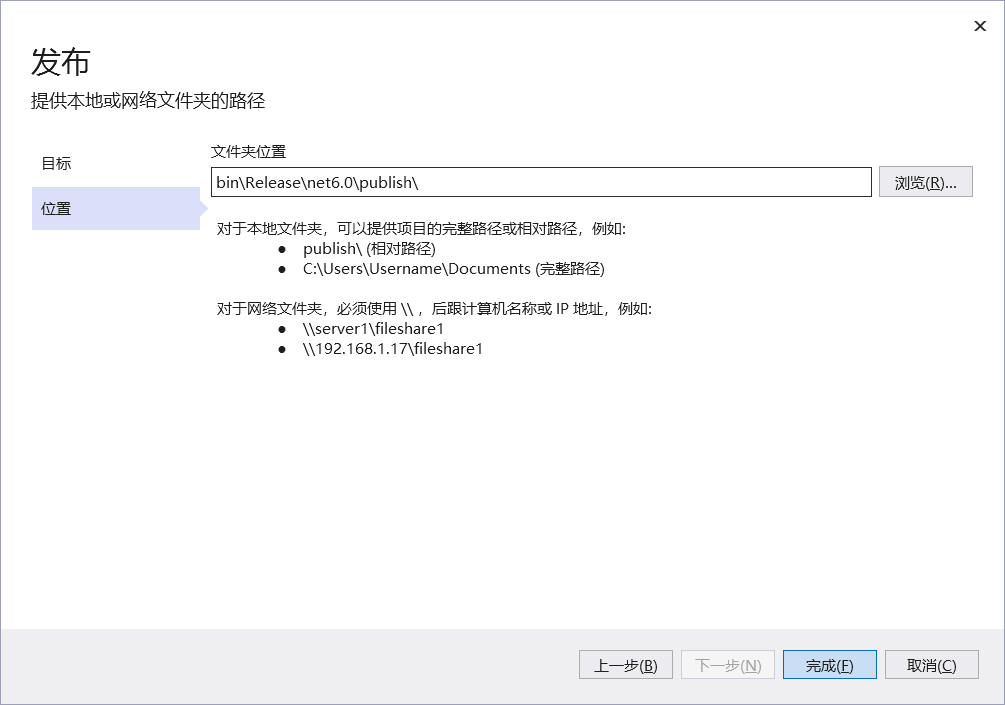 发布
提供本地或网络文件夹的路径
目标
位置
文件夹位置
bin\Release\net6.0\publish\
浏览(R)...
对于本地文件夹，可以提供项目的完整路径或相对路径，例如:
● publish\ (相对路径)
● C:\Users\Username\Documents (完整路径)
对于网络文件夹，必须使用 \\ ，后跟计算机名称或 IP 地址，例如:
● \\server1\fileshare1
● \\192.168.1.17\fileshare1
上一步(B)
下一步(N)
完成(F)
取消(C)